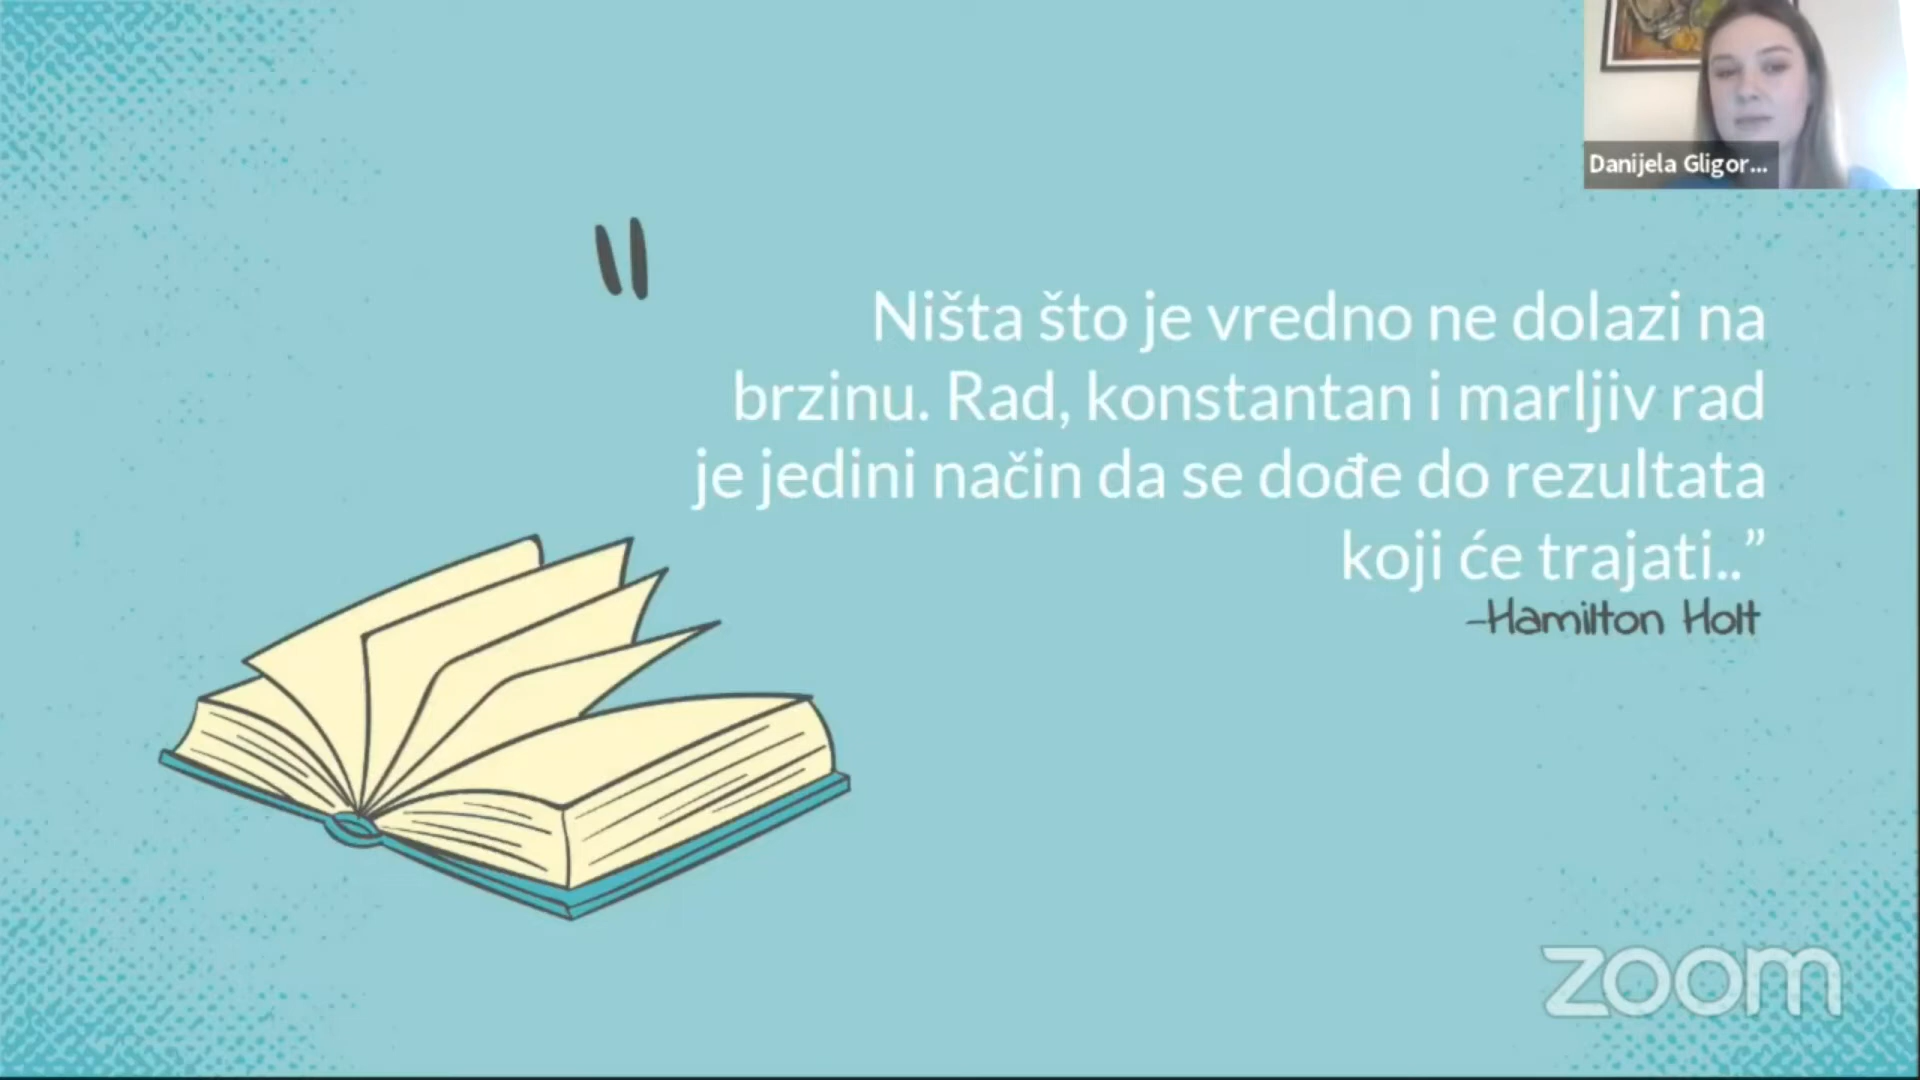 Danijela Gligor...
"
Ništa što je vredno ne dolazi na
brzinu. Rad, konstantan i marljiv rad
je jedini način da se dođe do rezultata
koji će trajati..”
-Hamilton Holt
zoom